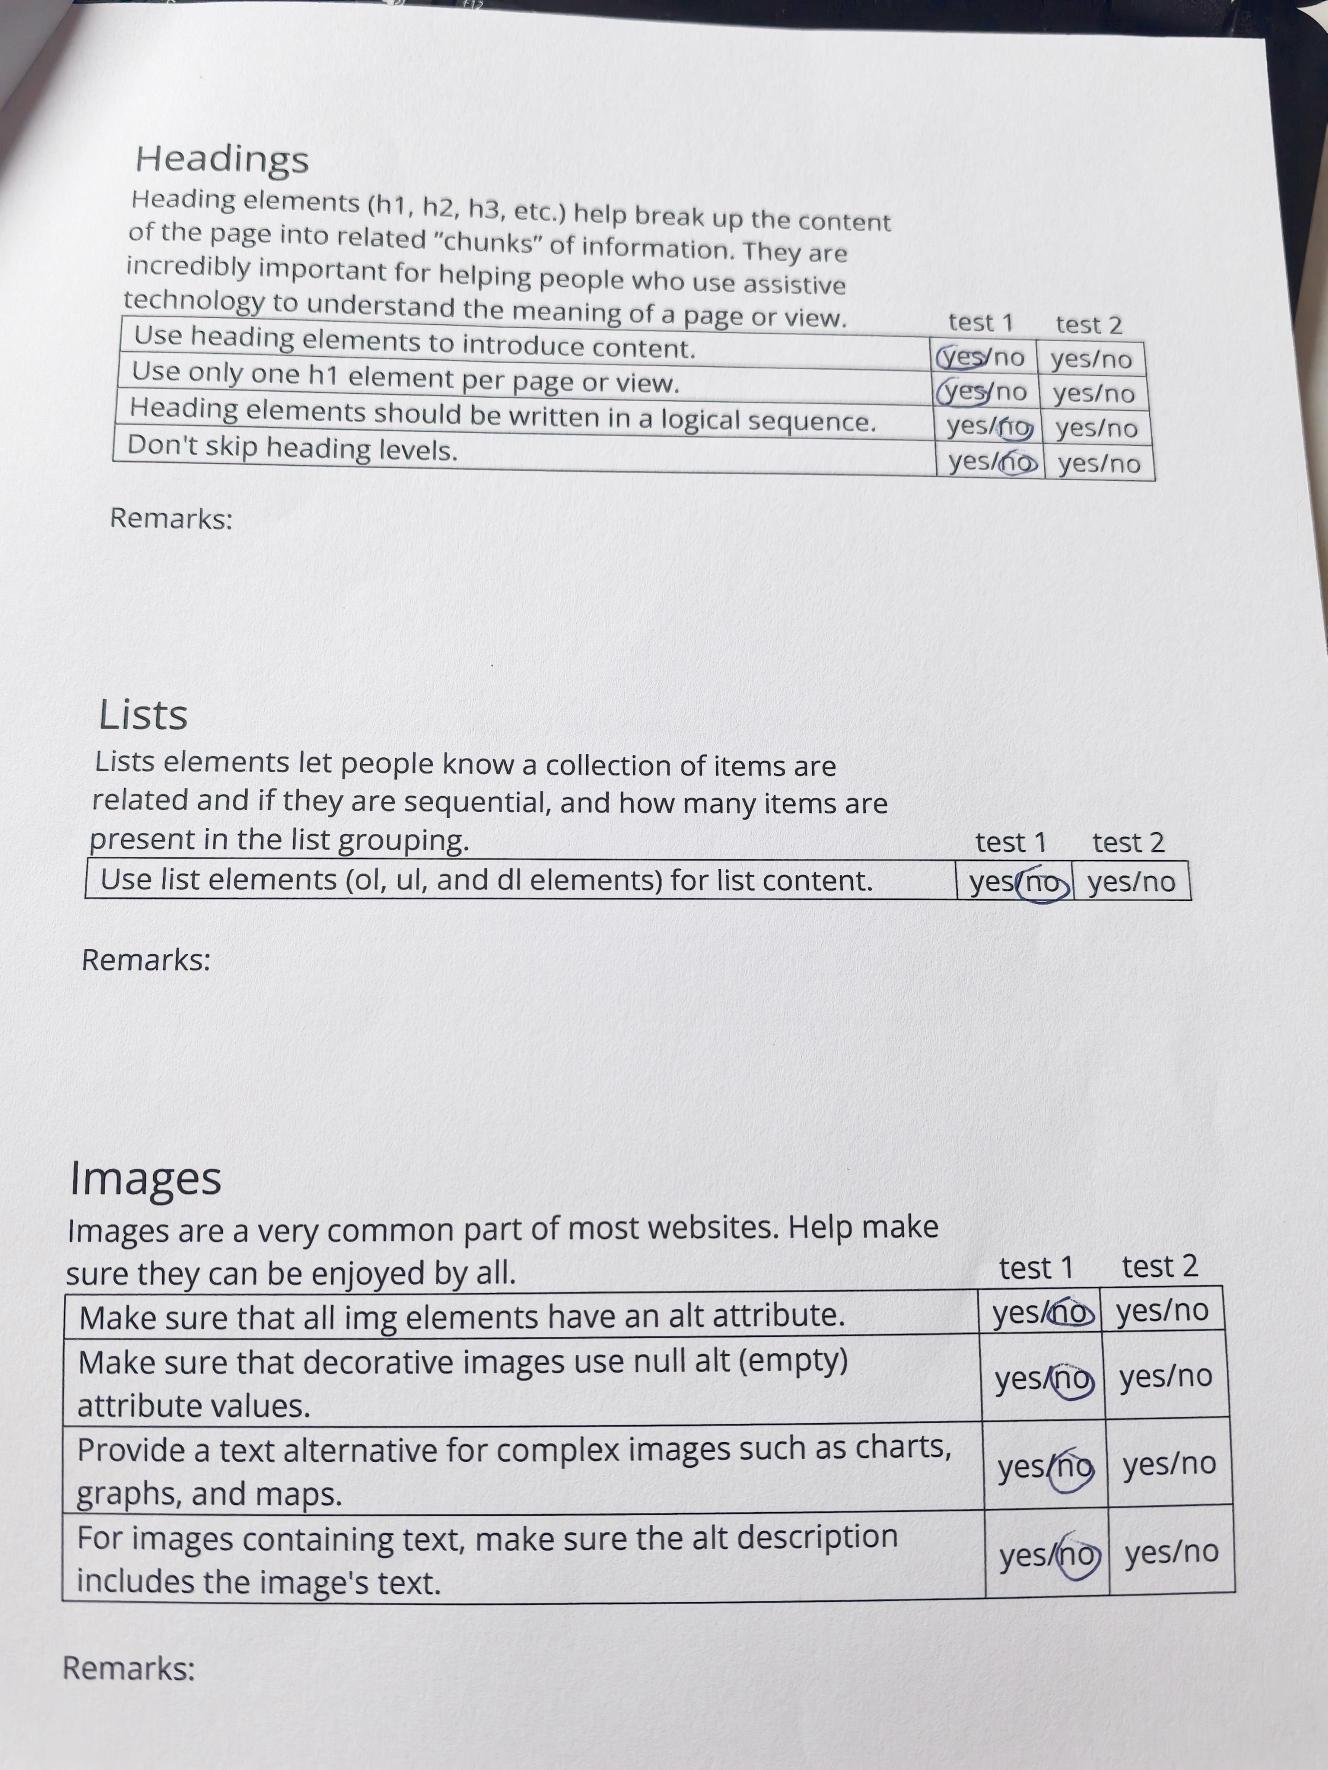 Headings
Heading elements (h1, h2, h3, etc.) help break up the content
of the page into related "chunks" of information. They are
incredibly important for helping people who use assistive
technology to understand the meaning of a page or view. test 1 test 2
Use heading elements to introduce content. yes/no yes/no
Use only one h1 element per page or view. yes/no yes/no
Heading elements should be written in a logical sequence. yes/no yes/no
Don't skip heading levels. yes/no yes/no
Remarks:
Lists
Lists elements let people know a collection of items are
related and if they are sequential, and how many items are
present in the list grouping. test 1 test 2
Use list elements (ol, ul, and dl elements) for list content. yes/no yes/no
Remarks:
Images
Images are a very common part of most websites. Help make
sure they can be enjoyed by all. test 1 test 2
Make sure that all img elements have an alt attribute. yes/no yes/no
Make sure that decorative images use null alt (empty)
attribute values. yes/no yes/no
Provide a text alternative for complex images such as charts,
graphs, and maps. yes/no yes/no
For images containing text, make sure the alt description
includes the image's text. yes/no yes/no
Remarks: